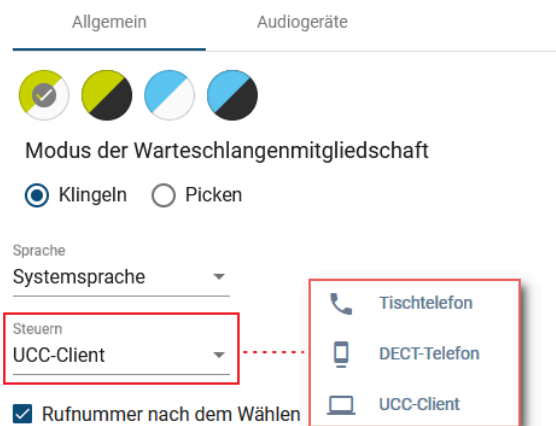 Allgemein
Audiogeräte
Modus der Warteschlangenmitgliedschaft
Klingeln
Picken
Sprache
Systemsprache
Steuern
UCC-Client
Tischtelefon
DECT-Telefon
UCC-Client
Rufnummer nach dem Wählen